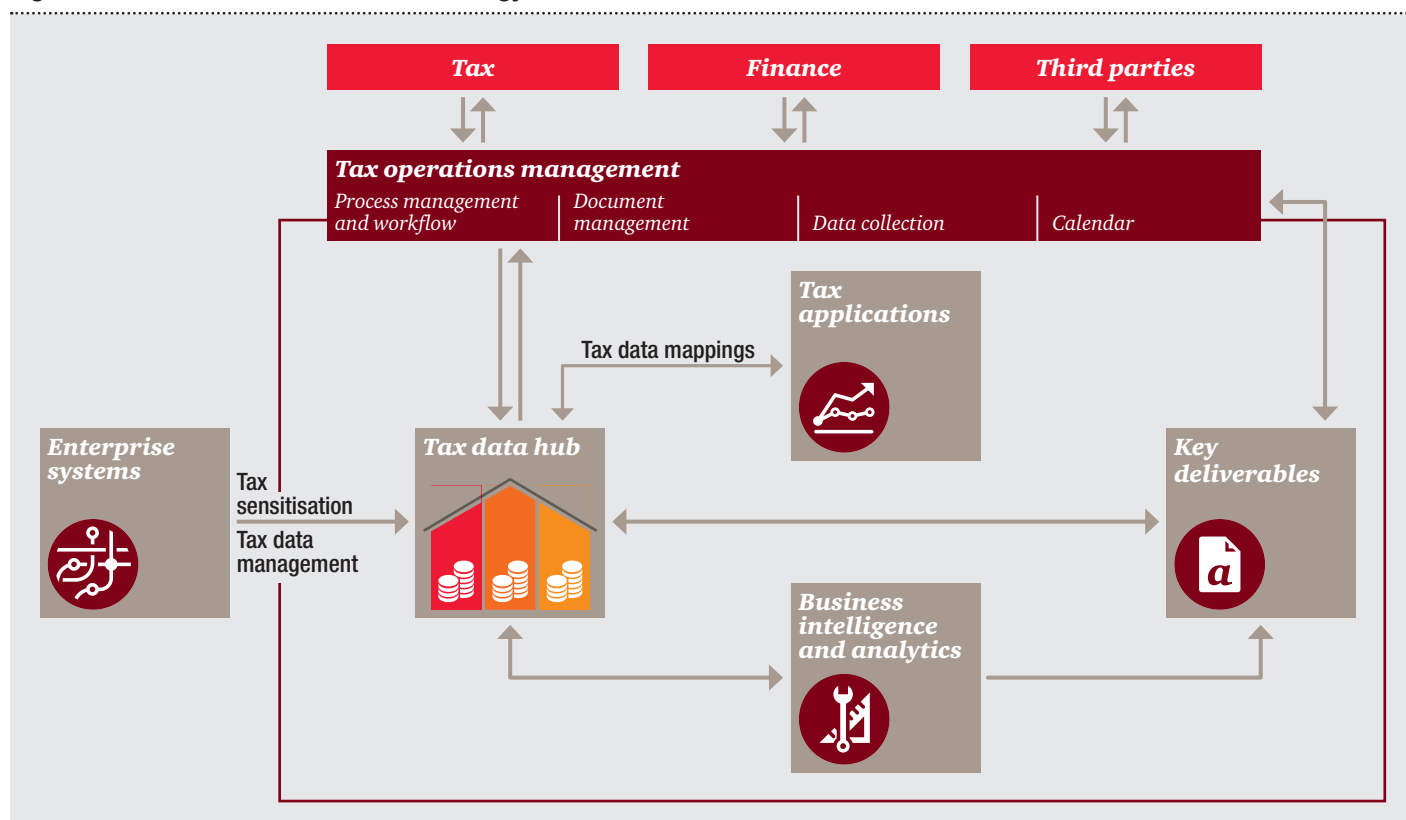 Tax
Finance
Third parties
Tax operations management
Process management
and workflow
Document
management
Data collection
Calendar
Tax
applications
Tax data mappings
Enterprise
systems
Tax
sensitisation
Tax data
management
Tax data hub
Key
deliverables
a
Business
intelligence
and analytics